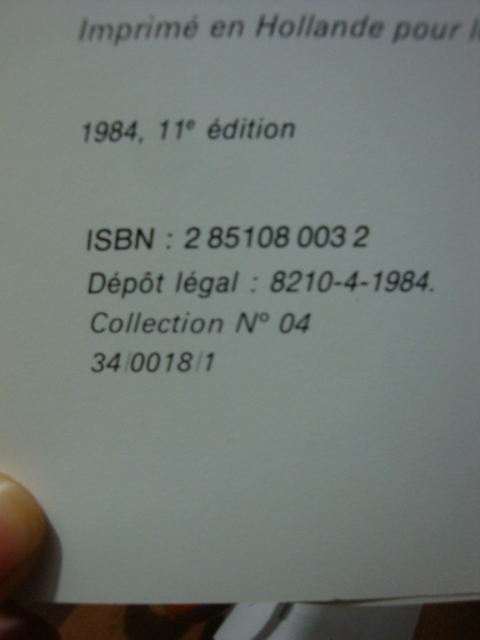 Imprimé en Hollande pour
1984, 11e édition
ISBN : 2 85108 003 2
Dépôt légal : 8210-4-1984.
Collection N° 04
34/0018/1